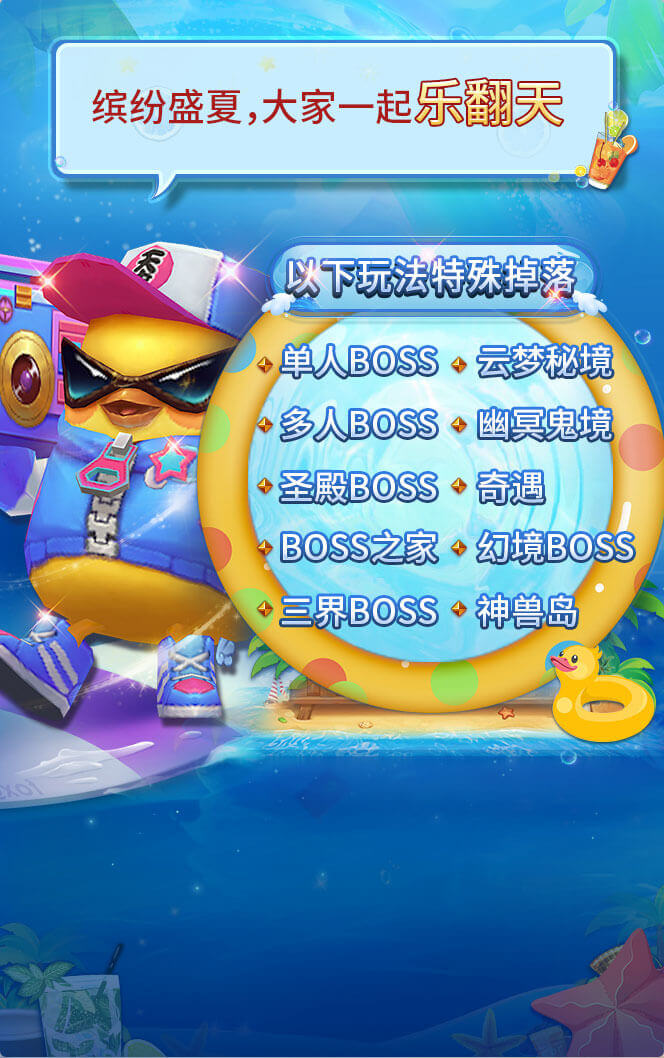 缤纷盛夏，大家一起乐翻天
以下玩法特殊掉落
单人BOSS 云梦秘境
多人BOSS 幽冥鬼境
圣殿BOSS 奇遇
BOSS之家 幻境BOSS
三界BOSS 神兽岛